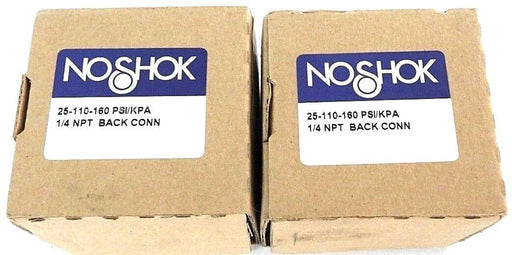 NOSHOK
25-110-160 PSI/KPA
1/4 NPT BACK CONN
NOSHOK
25-110-160 PSI/KPA
1/4 NPT BACK CONN